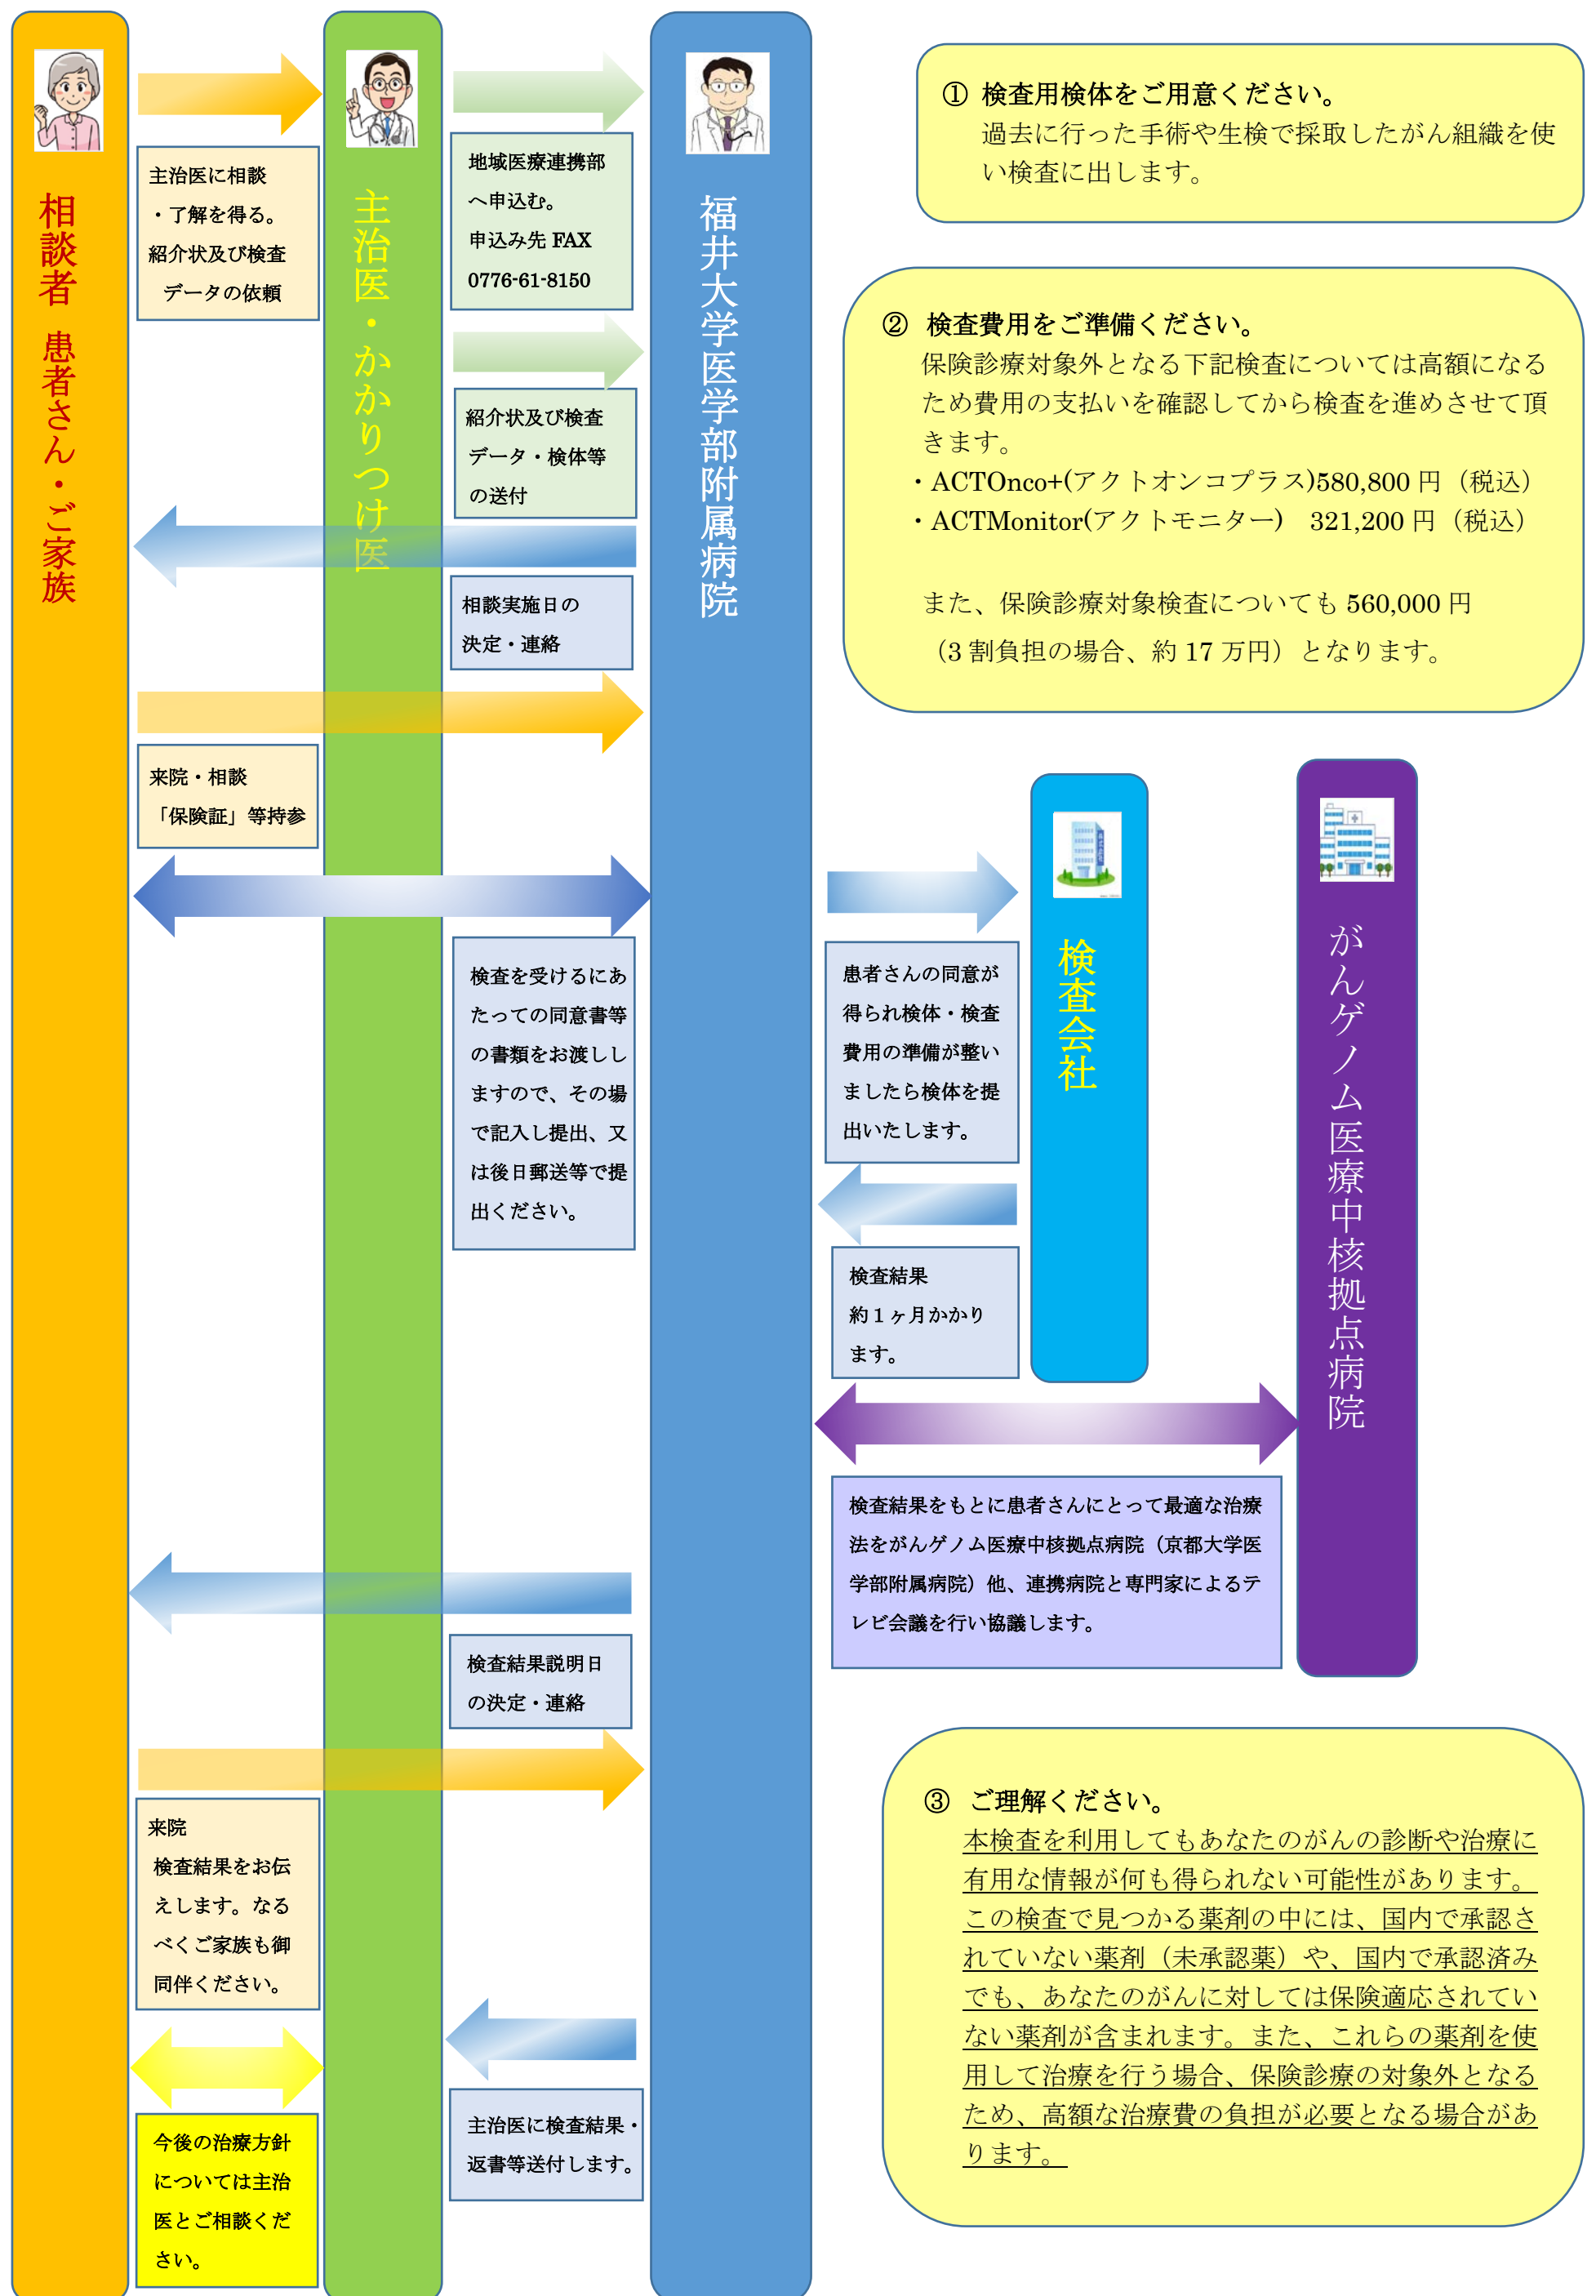 相談者 患者さん・ご家族
主治医に相談
・了解を得る。
紹介状及び検査
データの依頼
主治医・かかりつけ医
地域医療連携部
へ申込む。
申込み先 FAX
0776-61-8150
紹介状及び検査
データ・検体等
の送付
福井大学医学部附属病院
相談実施日の
決定・連絡
来院・相談
「保険証」等持参
検査を受けるにあ
たっての同意書等
の書類をお渡しし
ますので、その場
で記入し提出、又
は後日郵送等で提
出ください。
① 検査用検体をご用意ください。
過去に行った手術や生検で採取したがん組織を使
い検査に出します。
② 検査費用をご準備ください。
保険診療対象外となる下記検査については高額になる
ため費用の支払いを確認してから検査を進めさせて頂
きます。
・ACTOnco+(アクトオンコプラス)580,800 円（税込）
・ACTMonitor(アクトモニター) 321,200 円（税込）
また、保険診療対象検査についても 560,000 円
（3 割負担の場合、約 17 万円）となります。
検査会社
がんゲノム医療中核拠点病院
患者さんの同意が
得られ検体・検査
費用の準備が整い
ましたら検体を提
出いたします。
検査結果
約１ヶ月かかり
ます。
検査結果をもとに患者さんにとって最適な治療
法をがんゲノム医療中核拠点病院（京都大学医
学部附属病院）他、連携病院と専門家によるテ
レビ会議を行い協議します。
検査結果説明日
の決定・連絡
来院
検査結果をお伝
えします。なる
べくご家族も御
同伴ください。
主治医に検査結果・
返書等送付します。
今後の治療方針
については主治
医とご相談くだ
さい。
③ ご理解ください。
本検査を利用してもあなたのがんの診断や治療に
有用な情報が何も得られない可能性があります。
この検査で見つかる薬剤の中には、国内で承認さ
れていない薬剤（未承認薬）や、国内で承認済み
でも、あなたのがんに対しては保険適応されてい
ない薬剤が含まれます。また、これらの薬剤を使
用して治療を行う場合、保険診療の対象外となる
ため、高額な治療費の負担が必要となる場合があ
ります。